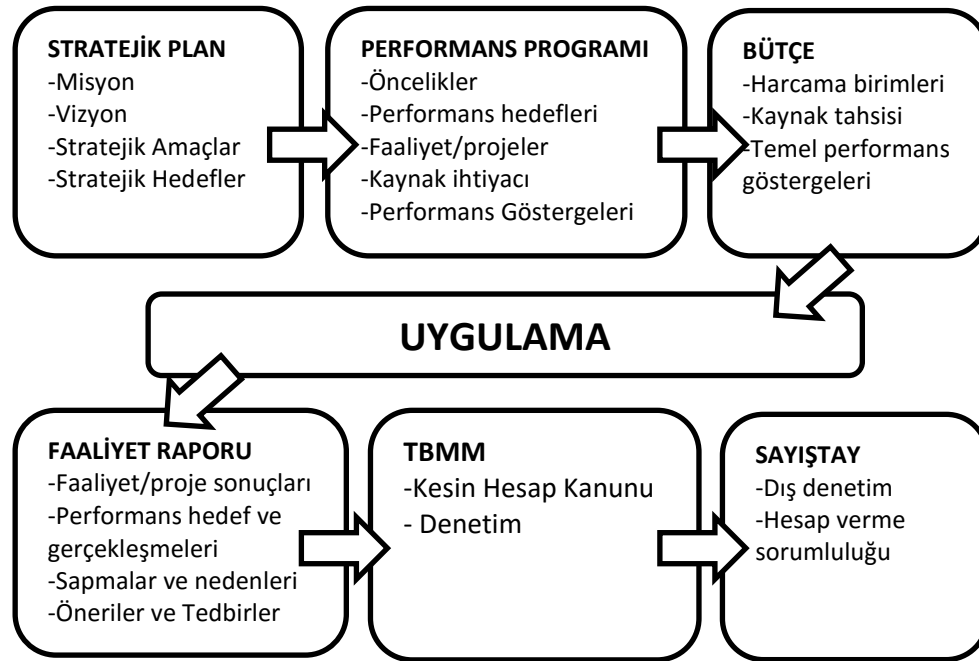 STRATEJİK PLAN
-Misyon
-Vizyon
-Stratejik Amaçlar
-Stratejik Hedefler
PERFORMANS PROGRAMI
-Öncelikler
-Performans hedefleri
-Faaliyet/projeler
-Kaynak ihtiyacı
-Performans Göstergeleri
BÜTÇE
-Harcama birimleri
-Kaynak tahsisi
-Temel performans
göstergeleri
UYGULAMA
FAALİYET RAPORU
-Faaliyet/proje sonuçları
-Performans hedef ve
gerçekleşmeleri
-Sapmalar ve nedenleri
-Öneriler ve Tedbirler
TBMM
-Kesin Hesap Kanunu
- Denetim
SAYIŞTAY
-Dış denetim
-Hesap verme
sorumluluğu